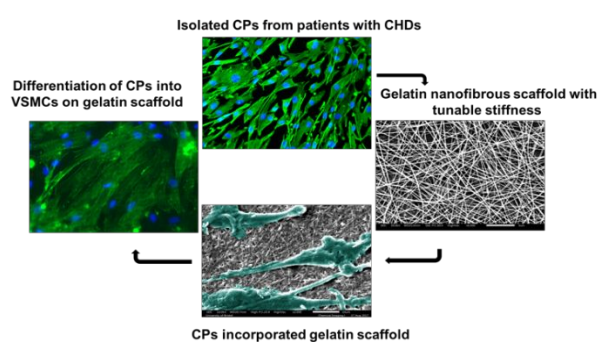 Isolated CPs from patients with CHDs
Differentiation of CPs into
VSMCs on gelatin scaffold
Gelatin nanofibrous scaffold with
tunable stiffness
CPs incorporated gelatin scaffold